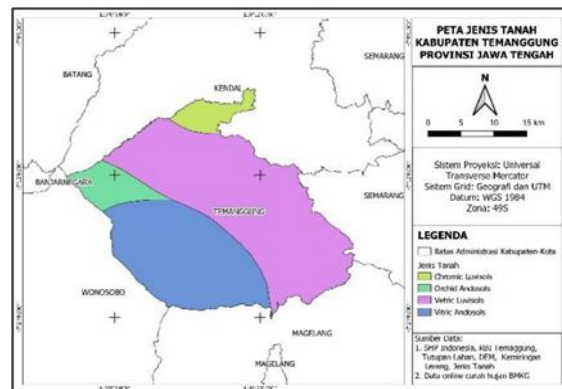 PETA JENIS TANAH
KABUPATEN TEMANGGUNG
PROVINSI JAWA TENGAH
N
0 5 10 15 km
Sistem Proyeksi: Universal
Transverse Mercator
Sistem Grid: Geografi dan UTM
Datum: WGS 1984
Zona: 49S
LEGENDA
Batas Administrasi Kabupaten-Kota
Jenis Tanah
Chromic Luvisols
Orchid Andosols
Vetric Luvisols
Vitric Andosols
Sumber Data:
1. SHP Indonesia, RBI Temaggung,
Tutupan Lahan, DEM, Kemiringan
Lereng, Jenis Tanah
2. Data online curah hujan BMKG
BATANG
KENDAL
SEMARANG
BANJARNEGARA
SEMARANG
TEMANGGUNG
WONOSOBO
MAGELANG
MAGELANG